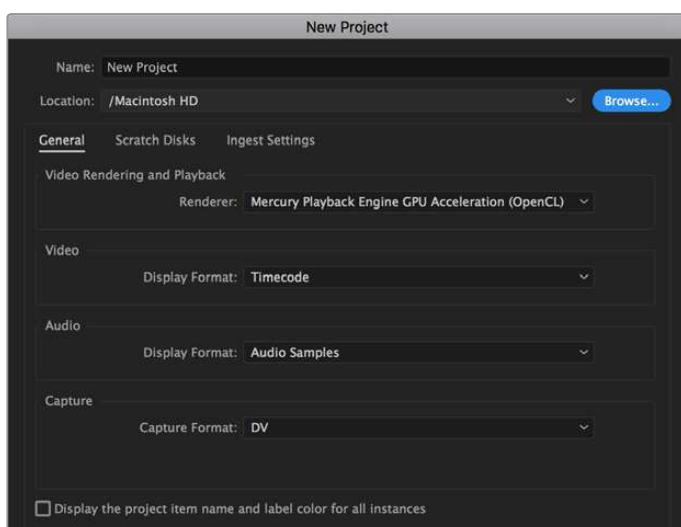 New Project
Name: New Project
Location: /Macintosh HD Browse...
General Scratch Disks Ingest Settings
Video Rendering and Playback
Renderer: Mercury Playback Engine GPU Acceleration (OpenCL)
Video
Display Format: Timecode
Audio
Display Format: Audio Samples
Capture
Capture Format: DV
Display the project item name and label color for all instances